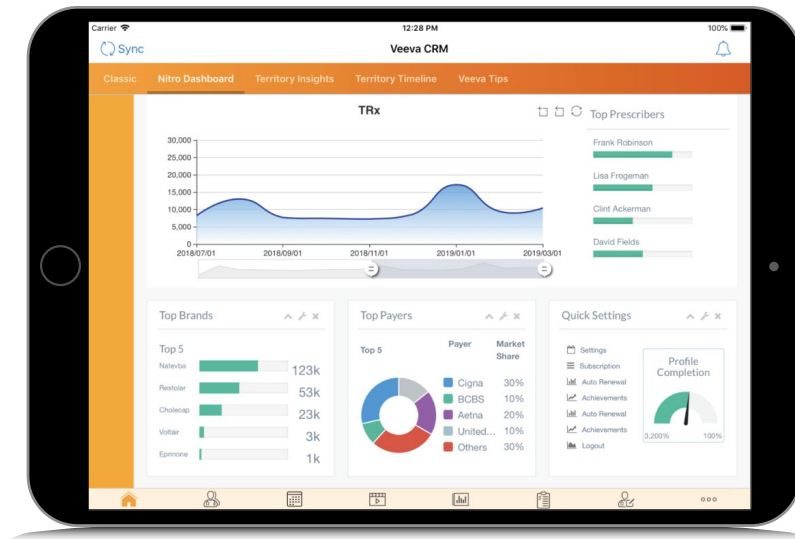 Carrier 12:28 PM 100%
Sync Veeva CRM
Classic Nitro Dashboard Territory Insights Territory Timeline Veeva Tips
TRx
30,000
25,000
20,000
15,000
10,000
5,000
0
2018/07/01 2018/09/01 2018/11/01 2019/01/01 2019/03/01
Top Prescribers
Frank Robinson
Lisa Frogeman
Clint Ackerman
David Fields
Top Brands
Top 5
Natevba 123k
Restolar 53k
Cholecap 23k
Voltair 3k
Eprinone 1k
Top Payers
Top 5 Payer Market
Share
Cigna 30%
BCBS 10%
Aetna 20%
United... 10%
Others 30%
Quick Settings
Settings
Subscription
Auto Renewal
Achievements
Auto Renewal
Achievements
Logout
Profile
Completion
3,200% 100%